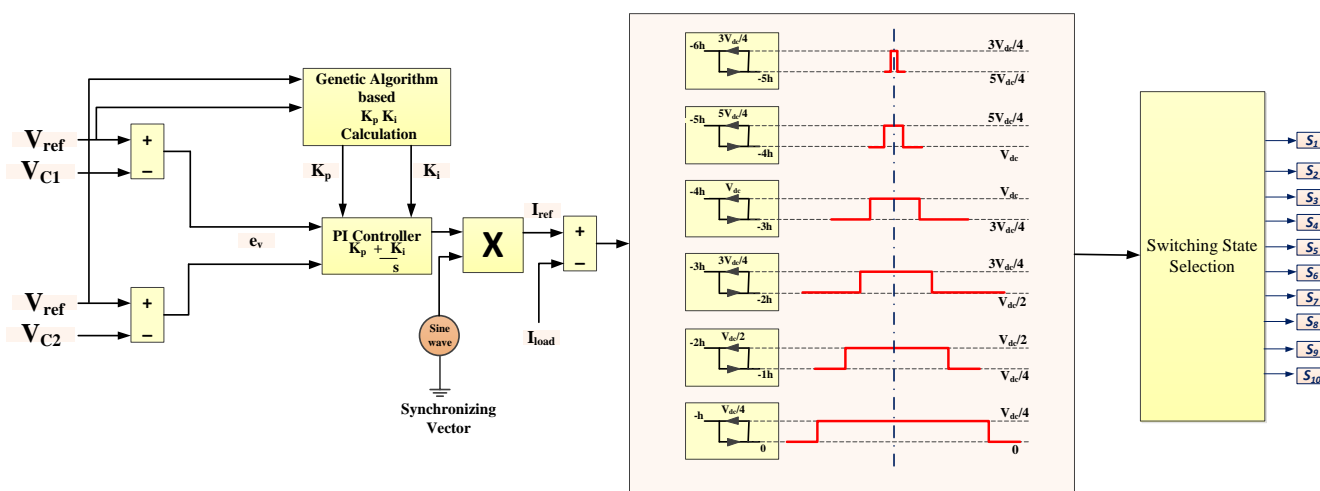 Genetic Algorithm
based
Kp Ki
Calculation
Vref
+
−
VC1
Kp
Ki
ev
PI Controller
Kp + Ki
s
X
Iref
+
−
Iload
Sine
wave
Synchronizing
Vector
Vref
+
−
VC2
-6h
3Vdc/4
-5h
3Vdc/4
5Vdc/4
-5h
5Vdc/4
-4h
5Vdc/4
Vdc
-4h
Vdc
-3h
Vdc
3Vdc/4
-3h
3Vdc/4
-2h
3Vdc/4
Vdc/2
-2h
Vdc/2
-1h
Vdc/2
Vdc/4
-h
Vdc/4
0
Vdc/4
0
Switching State
Selection
S1
S2
S3
S4
S5
S6
S7
S8
S9
S10